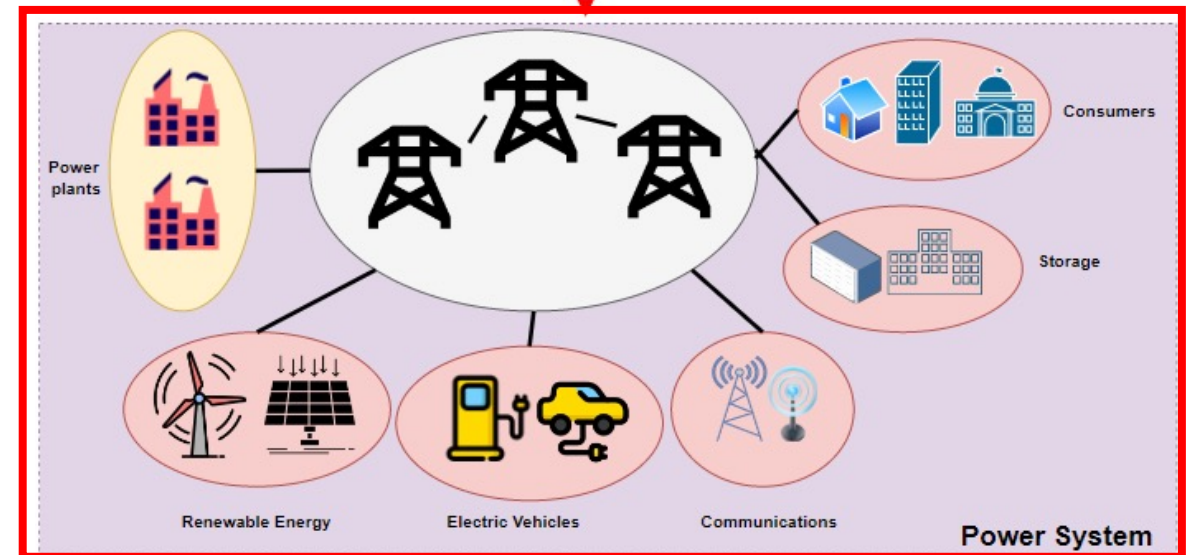 Consumers
Power
plants
Storage
Renewable Energy
Electric Vehicles
Communications
Power System